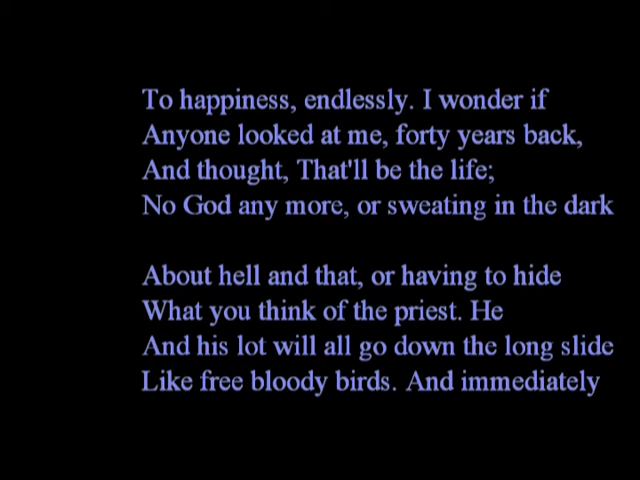 To happiness, endlessly. I wonder if
Anyone looked at me, forty years back,
And thought, That'll be the life;
No God any more, or sweating in the dark
About hell and that, or having to hide
What you think of the priest. He
And his lot will all go down the long slide
Like free bloody birds. And immediately